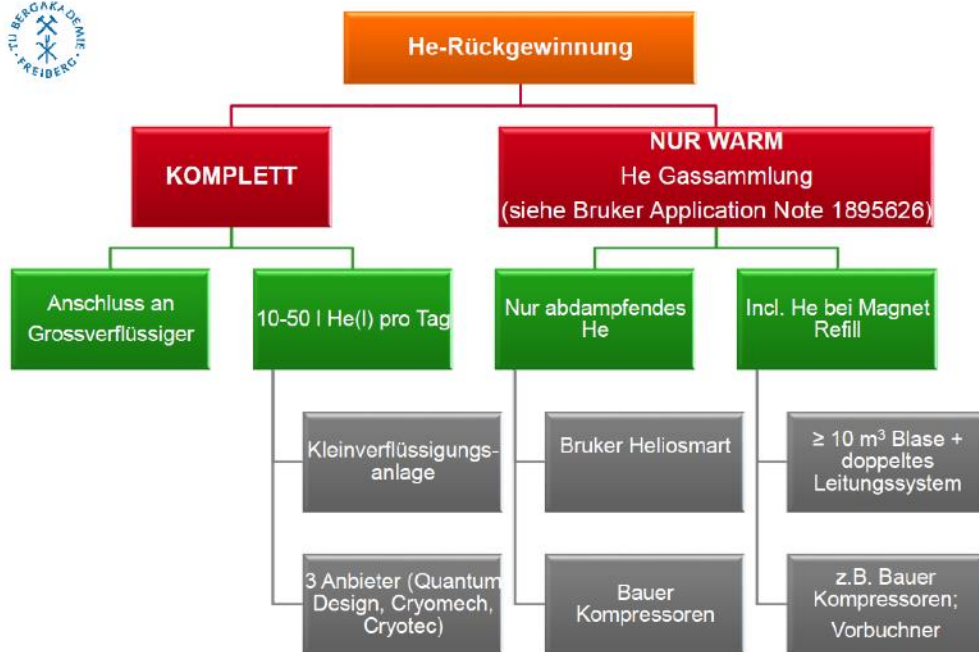 TU BERGAKADEMIE
FREIBERG
He-Rückgewinnung
KOMPLETT
NUR WARM
He Gassammlung
(siehe Bruker Application Note 1895626)
Anschluss an
Grossverflüssiger
10-50 l He(l) pro Tag
Nur abdampfendes
He
Incl. He bei Magnet
Refill
Kleinverflüssigungs-
anlage
Bruker Heliosmart
≥ 10 m³ Blase +
doppeltes
Leitungssystem
3 Anbieter (Quantum
Design, Cryomech,
Cryotec)
Bauer
Kompressoren
z.B. Bauer
Kompressoren;
Vorbuchner